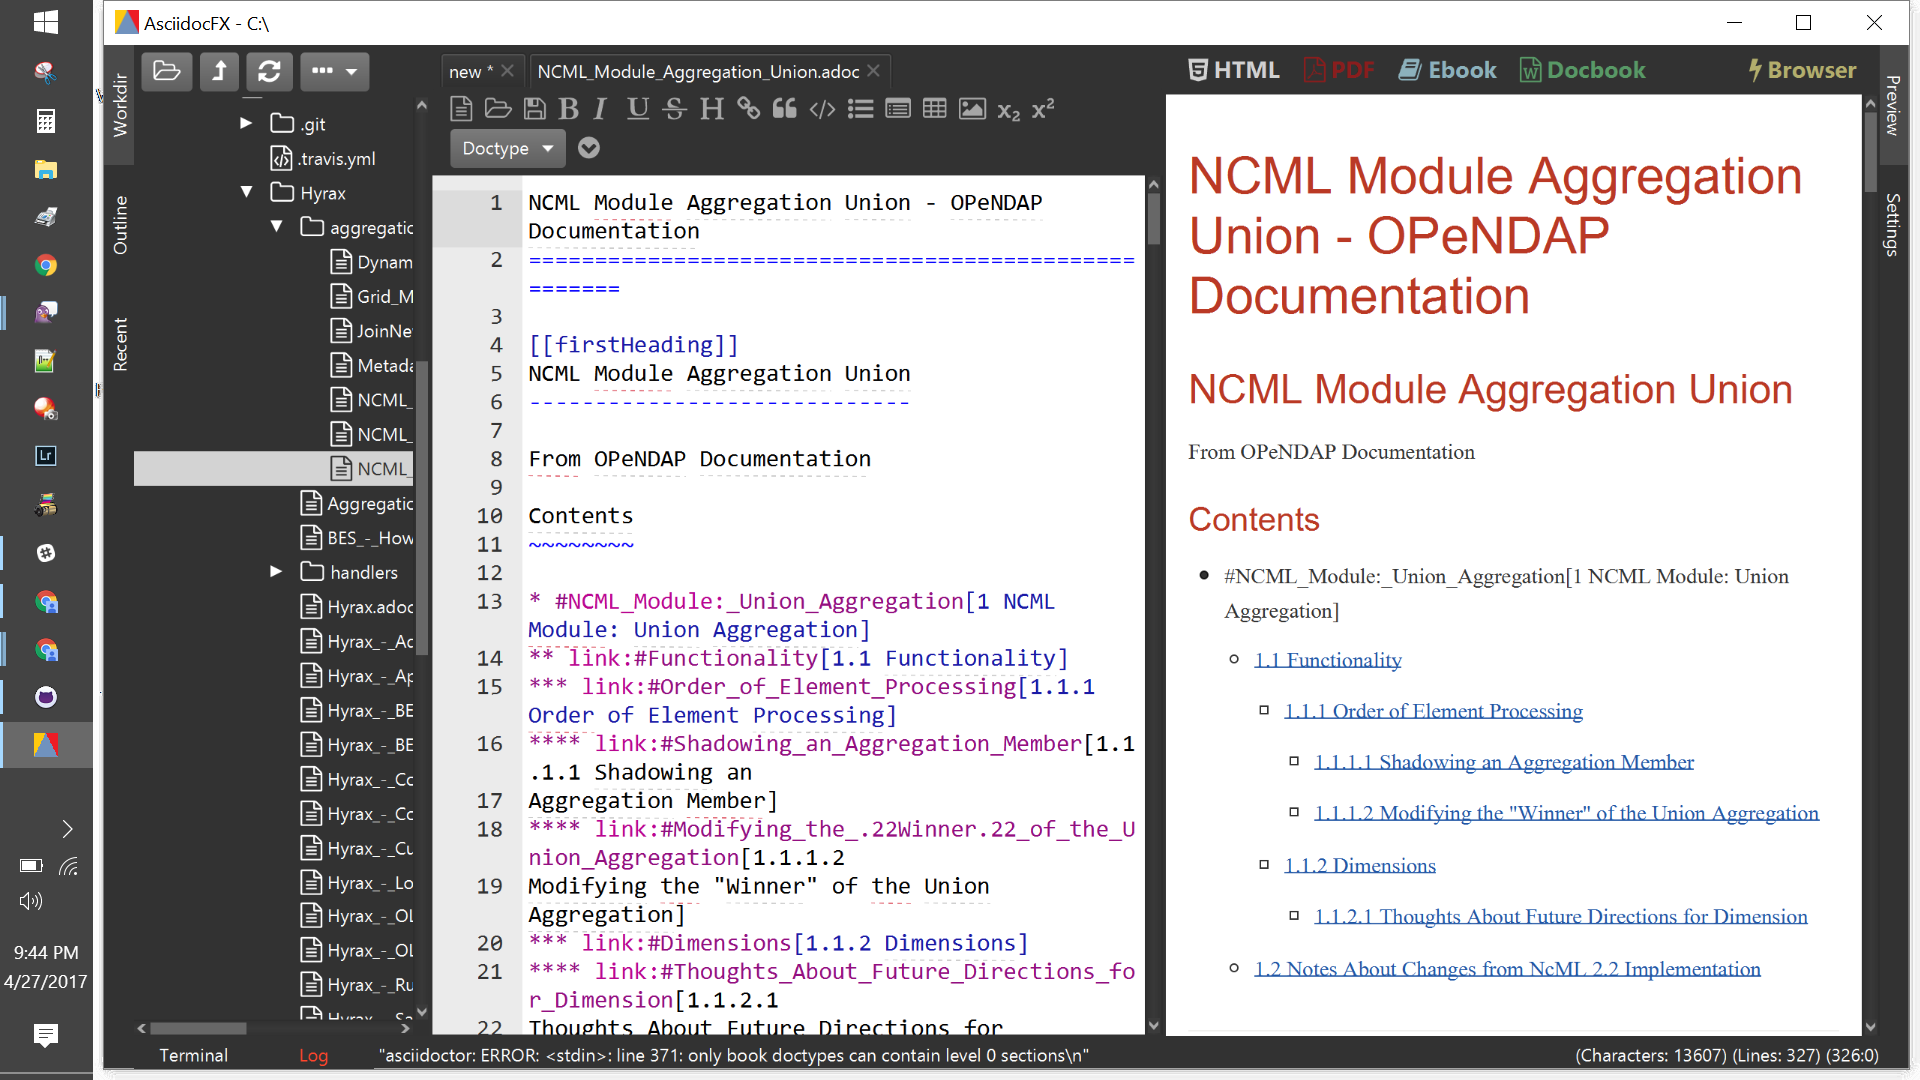 AsciidocFX - C:\
Workdir
Outline
Recent
.git
.travis.yml
Hyrax
aggregatic
Dynam
Grid_M
JoinNe
Metada
NCML_
NCML_
NCML_
Aggregatic
BES_-_How
handlers
Hyrax.adoc
Hyrax_-_Ac
Hyrax_-_Ap
Hyrax_-_BE
Hyrax_-_BE
Hyrax_-_Cc
Hyrax_-_Cc
Hyrax_-_Cu
Hyrax_-_Lo
Hyrax_-_OL
Hyrax_-_OL
Hyrax_-_Ru
Hyrax_-_Sa
new *
NCML_Module_Aggregation_Union.adoc
B I U S H </> x₂ x²
Doctype
1 NCML Module Aggregation Union - OPeNDAP
Documentation
2 ==============================================
=======
3
4 [[firstHeading]]
5 NCML Module Aggregation Union
6 -----------------------------
7
8 From OPeNDAP Documentation
9
10 Contents
11 ~~~~~~~~
12
13 * #NCML_Module:_Union_Aggregation[1 NCML
Module: Union Aggregation]
14 ** link:#Functionality[1.1 Functionality]
15 *** link:#Order_of_Element_Processing[1.1.1
Order of Element Processing]
16 **** link:#Shadowing_an_Aggregation_Member[1.1
.1.1 Shadowing an
17 Aggregation Member]
18 **** link:#Modifying_the_.22Winner.22_of_the_U
nion_Aggregation[1.1.1.2
19 Modifying the "Winner" of the Union
Aggregation]
20 *** link:#Dimensions[1.1.2 Dimensions]
21 **** link:#Thoughts_About_Future_Directions_fo
r_Dimension[1.1.2.1
22 Thoughts About Future Directions for
HTML PDF Ebook Docbook Browser
Preview
Settings
NCML Module Aggregation
Union - OPeNDAP
Documentation
NCML Module Aggregation Union
From OPeNDAP Documentation
Contents
#NCML_Module:_Union_Aggregation[1 NCML Module: Union
Aggregation]
1.1 Functionality
1.1.1 Order of Element Processing
1.1.1.1 Shadowing an Aggregation Member
1.1.1.2 Modifying the "Winner" of the Union Aggregation
1.1.2 Dimensions
1.1.2.1 Thoughts About Future Directions for Dimension
1.2 Notes About Changes from NcML 2.2 Implementation
Terminal
Log
"asciidoctor: ERROR: <stdin>: line 371: only book doctypes can contain level 0 sections\n"
(Characters: 13607) (Lines: 327) (326:0)
Lr
9:44 PM
4/27/2017